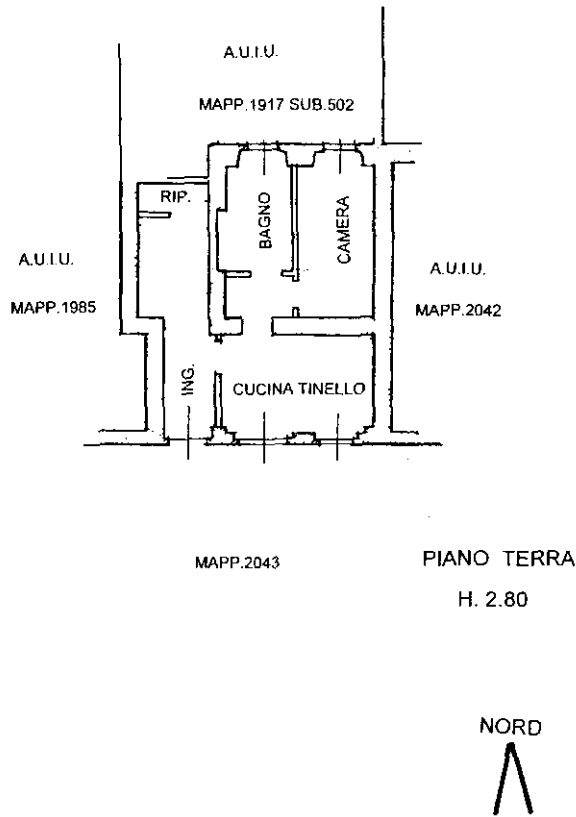 A.U.I.U.
MAPP.1917 SUB.502
RIP.
BAGNO
CAMERA
A.U.I.U.
MAPP.1985
A.U.I.U.
MAPP.2042
ING.
CUCINA TINELLO
MAPP.2043
PIANO TERRA
H. 2.80
NORD